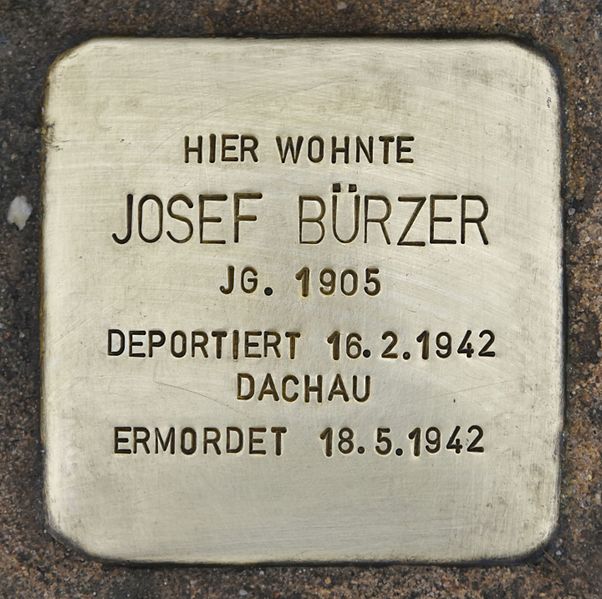 HIER WOHNTE
JOSEF BÜRZER
JG. 1905
DEPORTIERT 16.2.1942
DACHAU
ERMORDET 18.5.1942